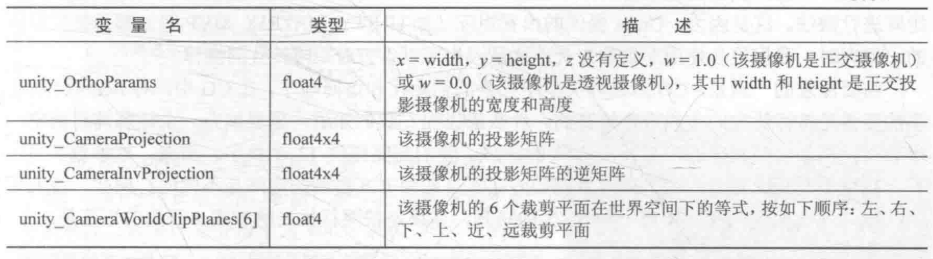 变 量 名 类型 描 述
unity_OrthoParams float4 x = width, y = height, z 没有定义, w = 1.0 (该摄像机是正交摄像机)
或 w = 0.0 (该摄像机是透视摄像机), 其中 width 和 height 是正交投
影摄像机的宽度和高度
unity_CameraProjection float4x4 该摄像机的投影矩阵
unity_CameraInvProjection float4x4 该摄像机的投影矩阵的逆矩阵
unity_CameraWorldClipPlanes[6] float4 该摄像机的 6 个裁剪平面在世界空间下的等式, 按如下顺序: 左、右、
下、上、近、远裁剪平面